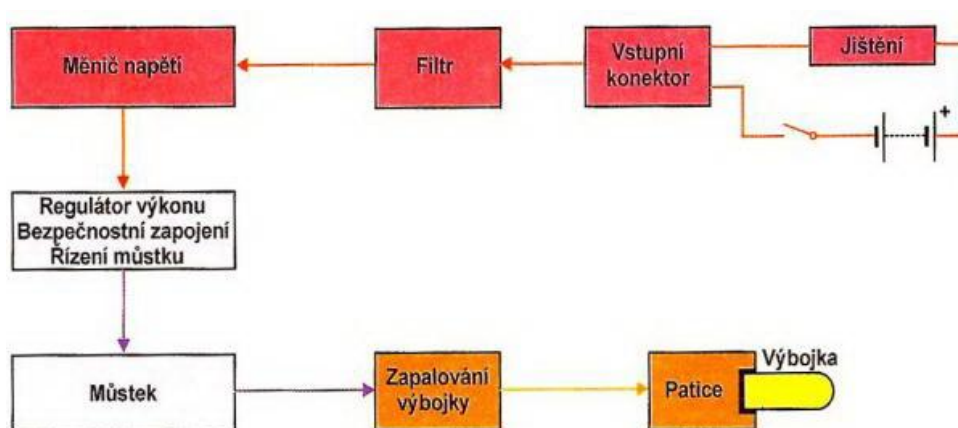 Měnič napětí
Filtr
Vstupní
konektor
Jištění
+
Regulátor výkonu
Bezpečnostní zapojení
Řízení můstku
Můstek
Zapalování
výbojky
Patice
Výbojka